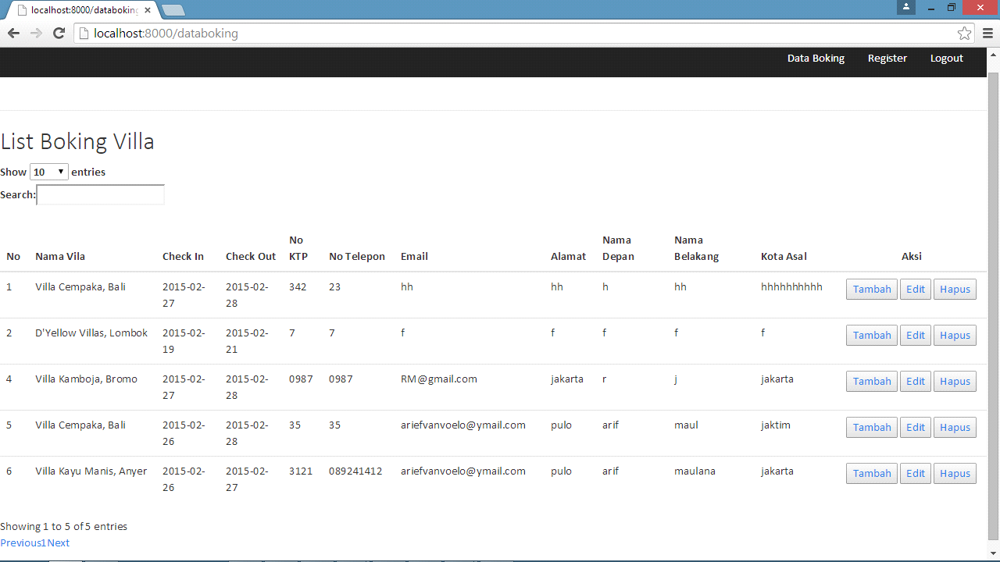 localhost:8000/databoking
localhost:8000/databoking
Data Boking Register Logout
List Boking Villa
Show 10 entries
Search:
No Nama Vila Check In Check Out No KTP No Telepon Email Alamat Nama Depan Nama Belakang Kota Asal Aksi
1 Villa Cempaka, Bali 2015-02-27 2015-02-28 342 23 hh hh h hh hhhhhhhhhh Tambah Edit Hapus
2 D'Yellow Villas, Lombok 2015-02-19 2015-02-21 7 7 f f f f f Tambah Edit Hapus
4 Villa Kamboja, Bromo 2015-02-27 2015-02-28 0987 0987 RM@gmail.com jakarta r j jakarta Tambah Edit Hapus
5 Villa Cempaka, Bali 2015-02-26 2015-02-28 35 35 ariefvanvoelo@ymail.com pulo arif maul jaktim Tambah Edit Hapus
6 Villa Kayu Manis, Anyer 2015-02-26 2015-02-27 3121 089241412 ariefvanvoelo@ymail.com pulo arif maulana jakarta Tambah Edit Hapus
Showing 1 to 5 of 5 entries
Previous1Next